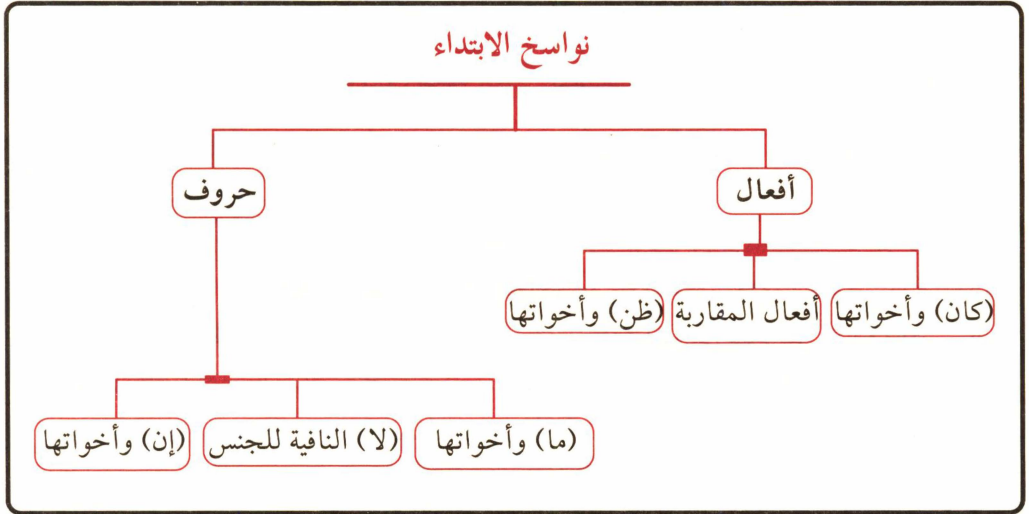 نواسخ الابتداء
أفعال
حروف
(كان) وأخواتها
أفعال المقاربة
(ظن) وأخواتها
(ما) وأخواتها
(لا) النافية للجنس
(إن) وأخواتها